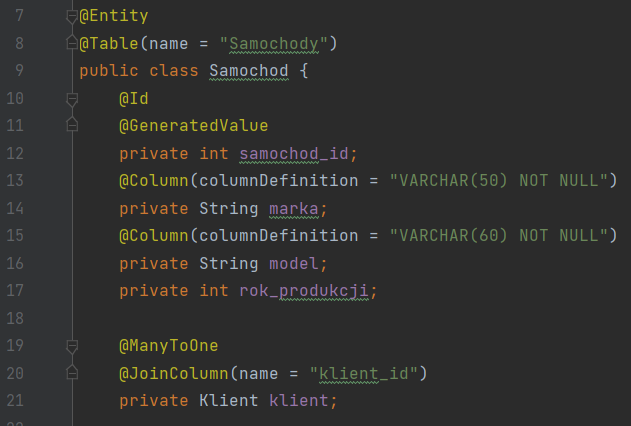 7 @Entity
8 @Table(name = "Samochody")
9 public class Samochod {
10 @Id
11 @GeneratedValue
12 private int samochod_id;
13 @Column(columnDefinition = "VARCHAR(50) NOT NULL")
14 private String marka;
15 @Column(columnDefinition = "VARCHAR(60) NOT NULL")
16 private String model;
17 private int rok_produkcji;
18
19 @ManyToOne
20 @JoinColumn(name = "klient_id")
21 private Klient klient;